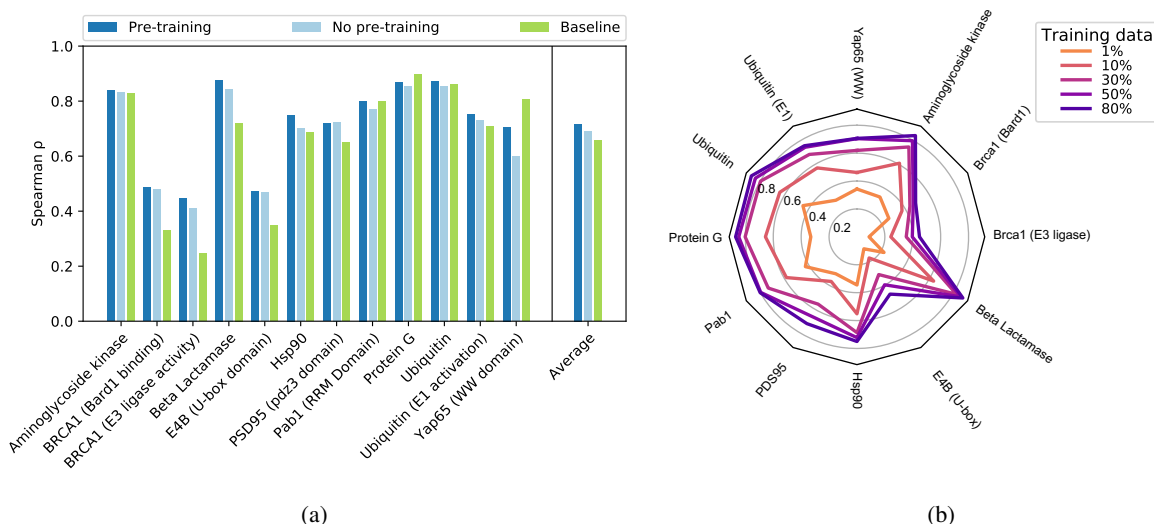 Pre-training No pre-training Baseline
1.0
0.8
0.6
0.4
0.2
0.0
Spearman ρ
Aminoglycoside kinase
BRCA1 (Bard1 binding)
BRCA1 (E3 ligase activity)
Beta Lactamase
E4B (U-box domain)
Hsp90
PSD95 (pdz3 domain)
Pab1 (RRM Domain)
Protein G
Ubiquitin
Ubiquitin (E1 activation)
Yap65 (WW domain)
Average
(a)
Training data
1%
10%
30%
50%
80%
Yap65 (WW)
Aminoglycoside kinase
Brca1 (Bard1)
Brca1 (E3 ligase)
Beta Lactamase
E4B (U-box)
Hsp90
PDS95
Pab1
Protein G
Ubiquitin
Ubiquitin (E1)
0.8
0.6
0.4
0.2
(b)